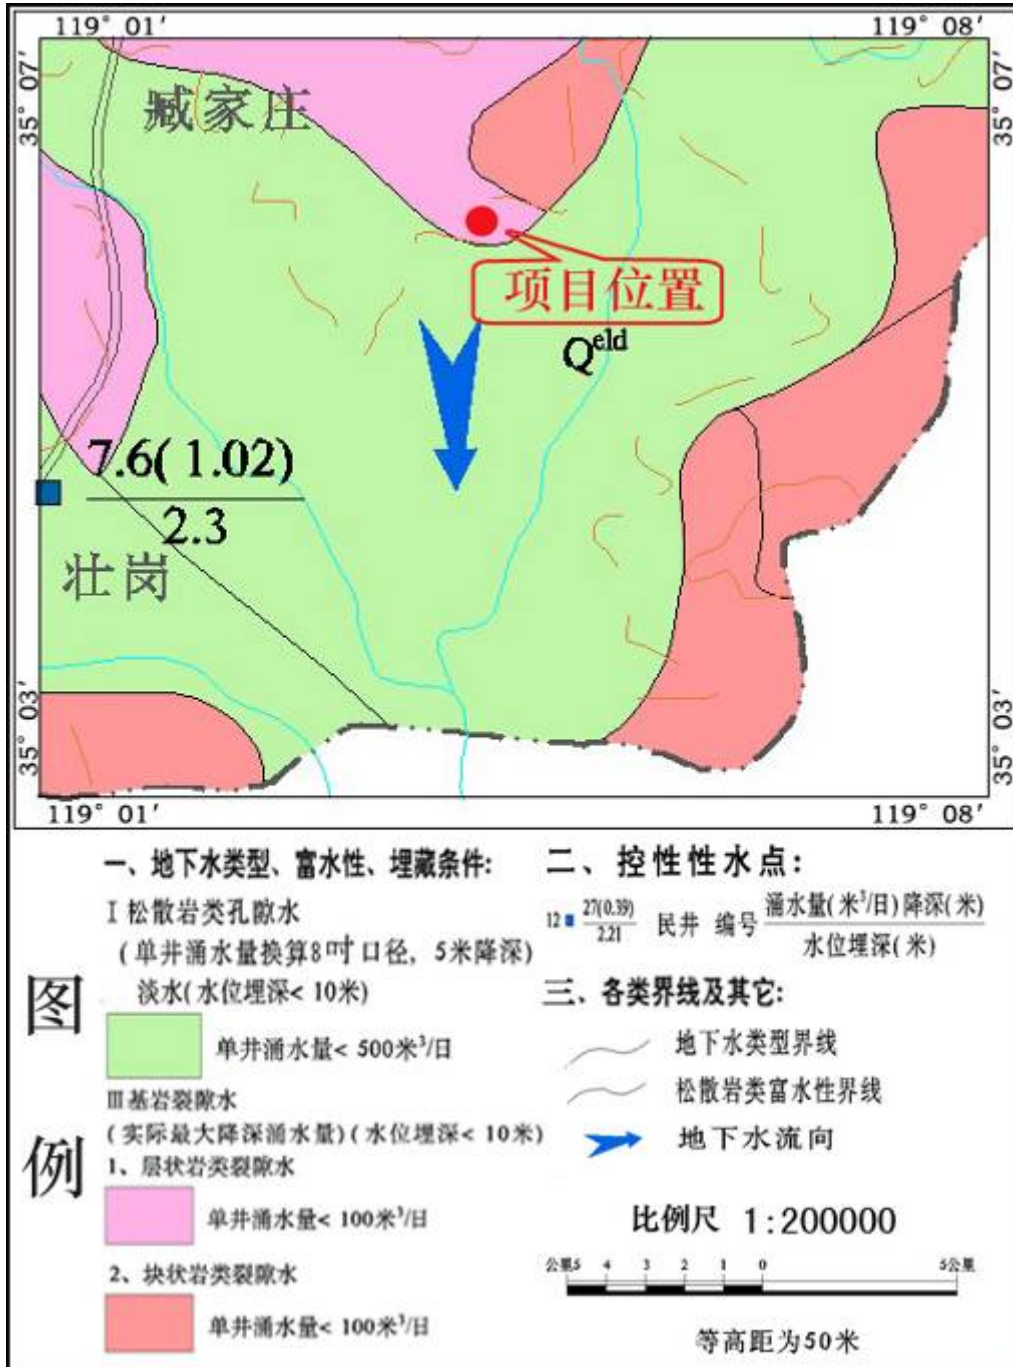 119° 01′ 119° 08′
35° 07′ 35° 07′
臧家庄
项目位置
Qeld
7.6(1.02)
2.3
壮岗
35° 03′ 35° 03′
119° 01′ 119° 08′
图例
一、地下水类型、富水性、埋藏条件:
I 松散岩类孔隙水
(单井涌水量换算8吋口径, 5米降深)
淡水(水位埋深< 10米)
单井涌水量< 500米³/日
III基岩裂隙水
(实际最大降深涌水量)(水位埋深< 10米)
1、层状岩类裂隙水
单井涌水量< 100米³/日
2、块状岩类裂隙水
单井涌水量< 100米³/日
二、控性性水点:
12 27(0.39) 民井 编号 涌水量(米³/日)降深(米)
2.21 水位埋深(米)
三、各类界线及其它:
地下水类型界线
松散岩类富水性界线
地下水流向
比例尺 1:200000
公里5 4 3 2 1 0 5公里
等高距为50米